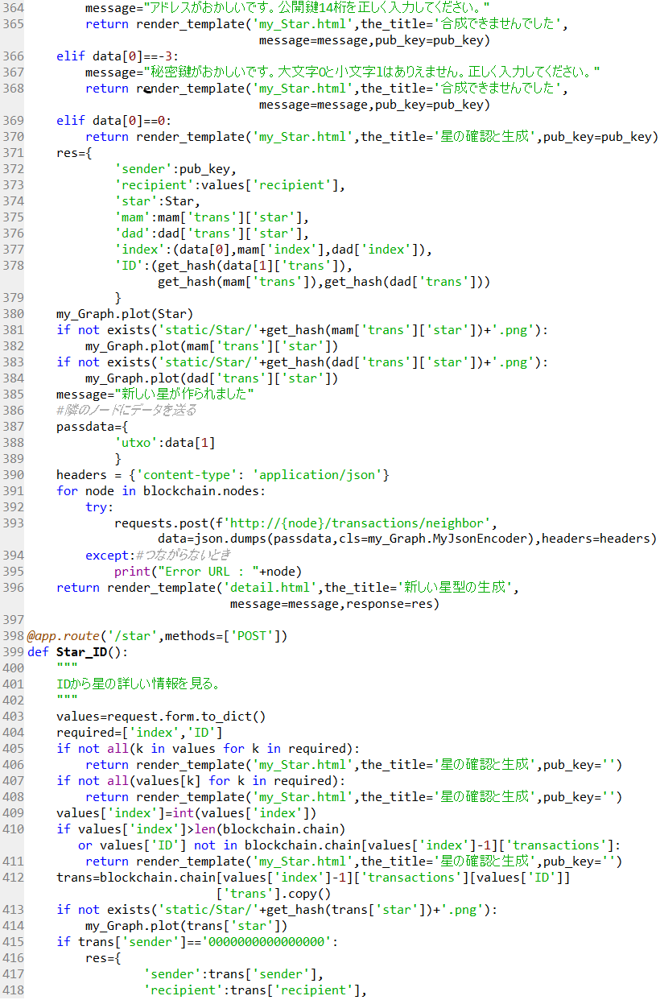 364         message="アドレスがおかしいです。公開鍵14桁を正しく入力してください。"
365         return render_template('my_Star.html',the_title='合成できませんでした',
                                message=message,pub_key=pub_key)
366     elif data[0]==-3:
367         message="秘密鍵がおかしいです。大文字Oと小文字lはありえません。正しく入力してください。"
368         return render_template('my_Star.html',the_title='合成できませんでした',
                                message=message,pub_key=pub_key)
369     elif data[0]==0:
370         return render_template('my_Star.html',the_title='星の確認と生成',pub_key=pub_key)
371     res={
372             'sender':pub_key,
373             'recipient':values['recipient'],
374             'star':Star,
375             'mam':mam['trans']['star'],
376             'dad':dad['trans']['star'],
377             'index':(data[0],mam['index'],dad['index']),
378             'ID':(get_hash(data[1]['trans']),
                  get_hash(mam['trans']),get_hash(dad['trans']))
379             }
380     my_Graph.plot(Star)
381     if not exists('static/Star/'+get_hash(mam['trans']['star'])+'.png'):
382         my_Graph.plot(mam['trans']['star'])
383     if not exists('static/Star/'+get_hash(dad['trans']['star'])+'.png'):
384         my_Graph.plot(dad['trans']['star'])
385     message="新しい星が作られました"
386     #隣のノードにデータを送る
387     passdata={
388             'utxo':data[1]
389             }
390     headers = {'content-type': 'application/json'}
391     for node in blockchain.nodes:
392         try:
393             requests.post(f'http://{node}/transactions/neighbor',
                  data=json.dumps(passdata,cls=my_Graph.MyJsonEncoder),headers=headers)
394         except:#つながらないとき
395             print("Error URL : "+node)
396     return render_template('detail.html',the_title='新しい星型の生成',
                            message=message,response=res)
397
398 @app.route('/star',methods=['POST'])
399 def Star_ID():
400     """
401     IDから星の詳しい情報を見る。
402     """
403     values=request.form.to_dict()
404     required=['index','ID']
405     if not all(k in values for k in required):
406         return render_template('my_Star.html',the_title='星の確認と生成',pub_key='')
407     if not all(values[k] for k in required):
408         return render_template('my_Star.html',the_title='星の確認と生成',pub_key='')
409     values['index']=int(values['index'])
410     if values['index']>len(blockchain.chain)
       or values['ID'] not in blockchain.chain[values['index']-1]['transactions']:
411         return render_template('my_Star.html',the_title='星の確認と生成',pub_key='')
412     trans=blockchain.chain[values['index']-1]['transactions'][values['ID']]
                          ['trans'].copy()
413     if not exists('static/Star/'+get_hash(trans['star'])+'.png'):
414         my_Graph.plot(trans['star'])
415     if trans['sender']=='0000000000000000':
416         res={
417                 'sender':trans['sender'],
418                 'recipient':trans['recipient'],